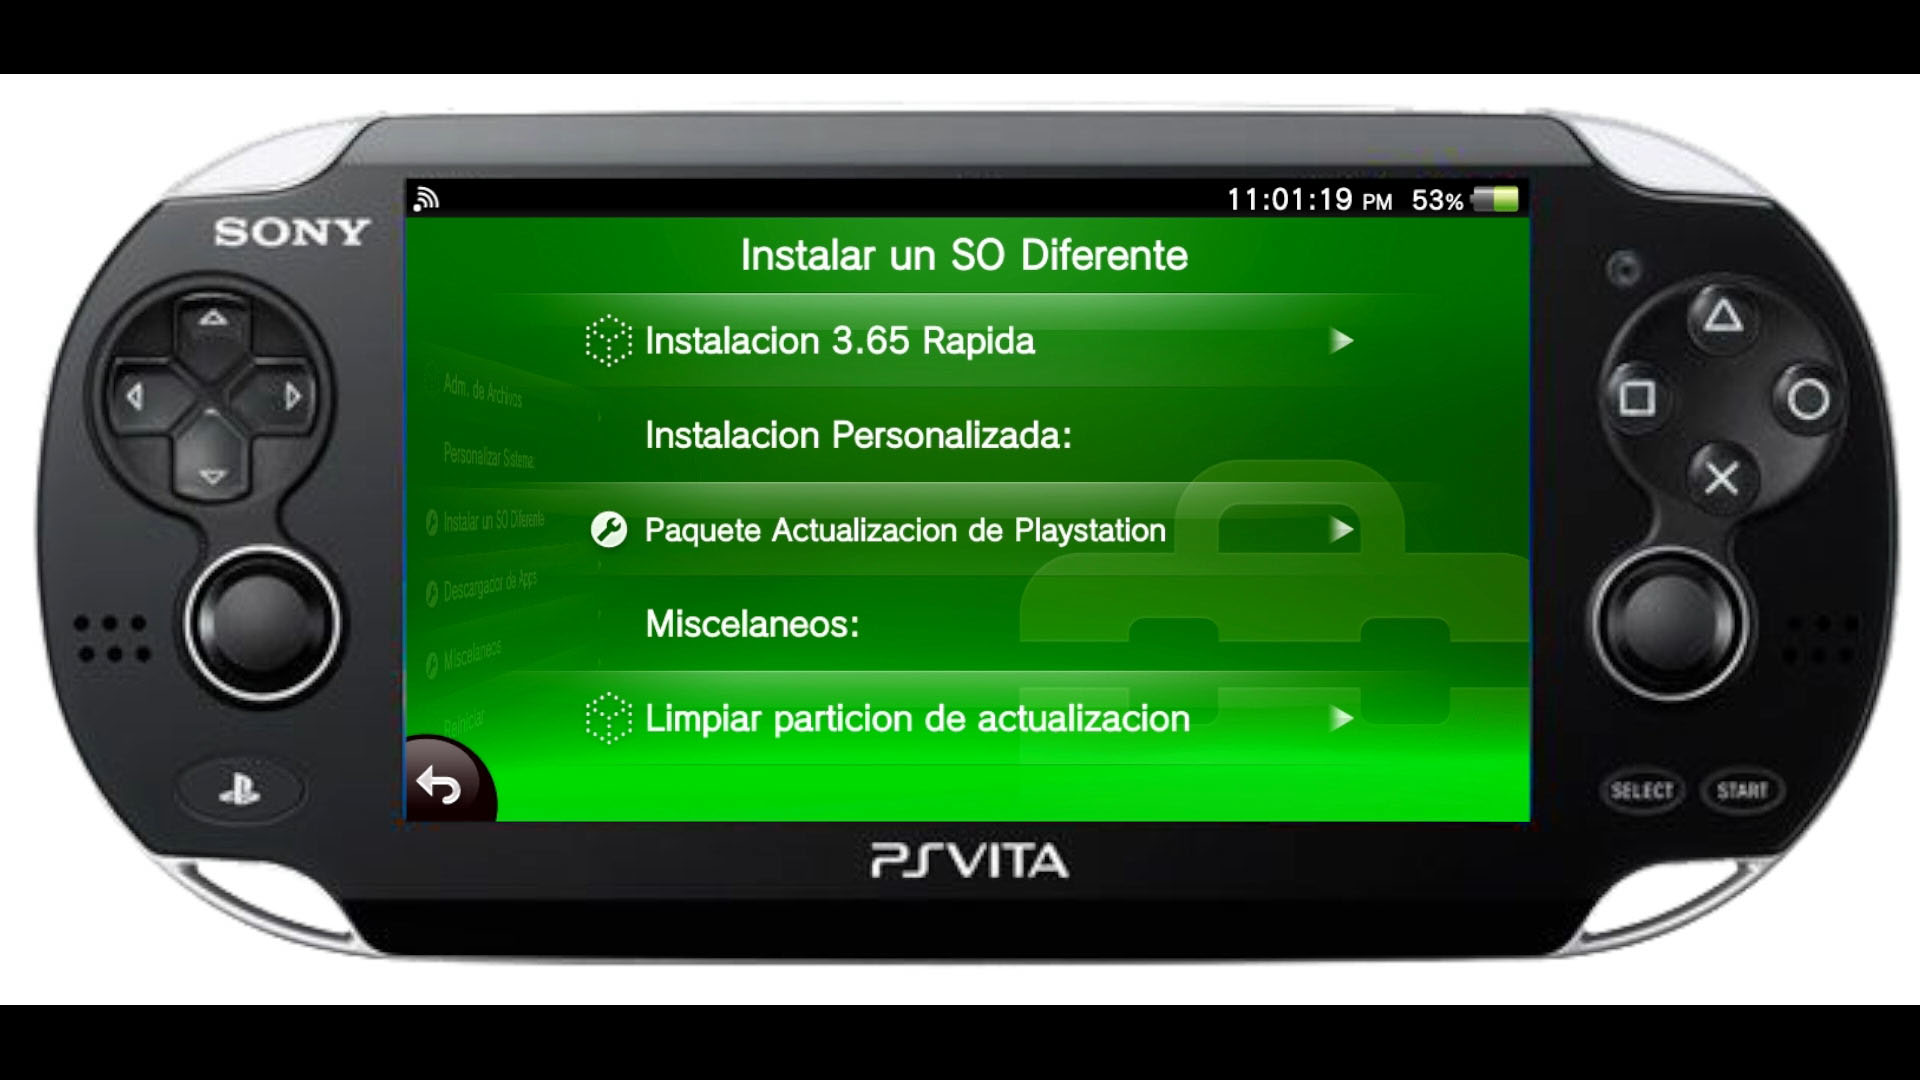 SONY
11:01:19 PM 53%
Instalar un SO Diferente
Instalacion 3.65 Rapida
Adm. de Archivos
Instalacion Personalizada:
Personalizar Sistema:
Instalar un SO Diferente
Paquete Actualizacion de Playstation
Descargador de Apps
Miscelaneos:
Miscelaneos
Limpiar particion de actualizacion
Reiniciar
SELECT START
PSVITA